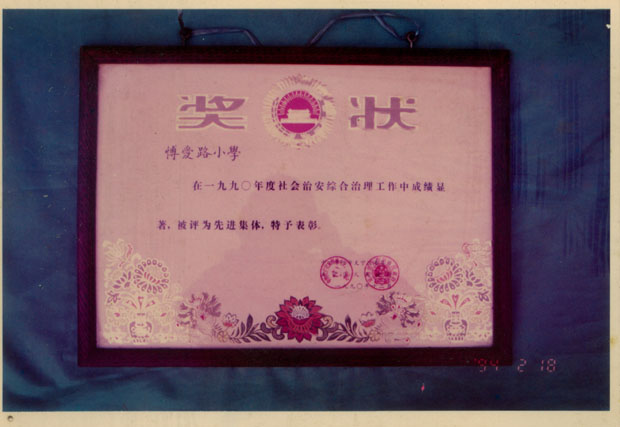 奖状
博爱路小學
在一九九〇年度社会治安综合治理工作中成绩显
著，被评为先进集体，特予表彰。
'94 2 18